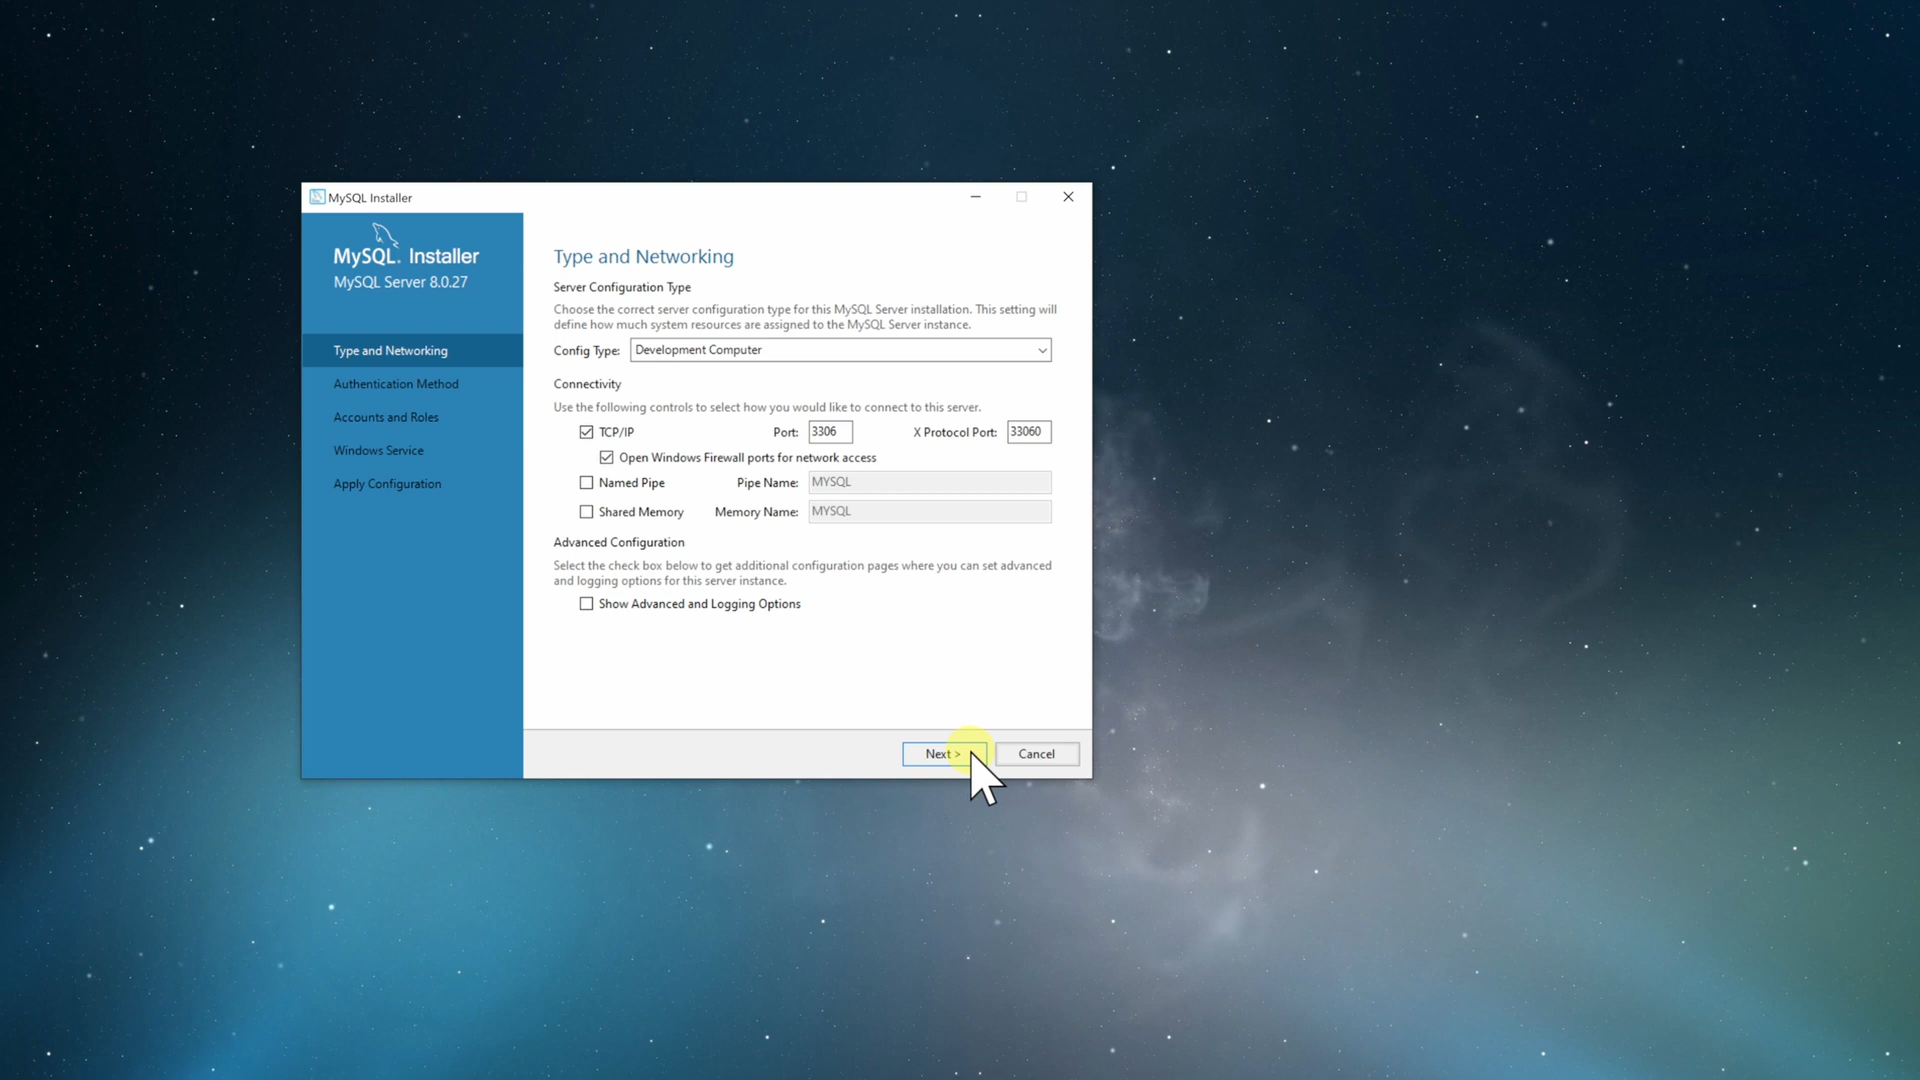 MySQL Installer
MySQL. Installer
MySQL Server 8.0.27
Type and Networking
Authentication Method
Accounts and Roles
Windows Service
Apply Configuration
Type and Networking
Server Configuration Type
Choose the correct server configuration type for this MySQL Server installation. This setting will
define how much system resources are assigned to the MySQL Server instance.
Config Type: Development Computer
Connectivity
Use the following controls to select how you would like to connect to this server.
TCP/IP Port: 3306 X Protocol Port: 33060
Open Windows Firewall ports for network access
Named Pipe Pipe Name: MYSQL
Shared Memory Memory Name: MYSQL
Advanced Configuration
Select the check box below to get additional configuration pages where you can set advanced
and logging options for this server instance.
Show Advanced and Logging Options
Next > Cancel